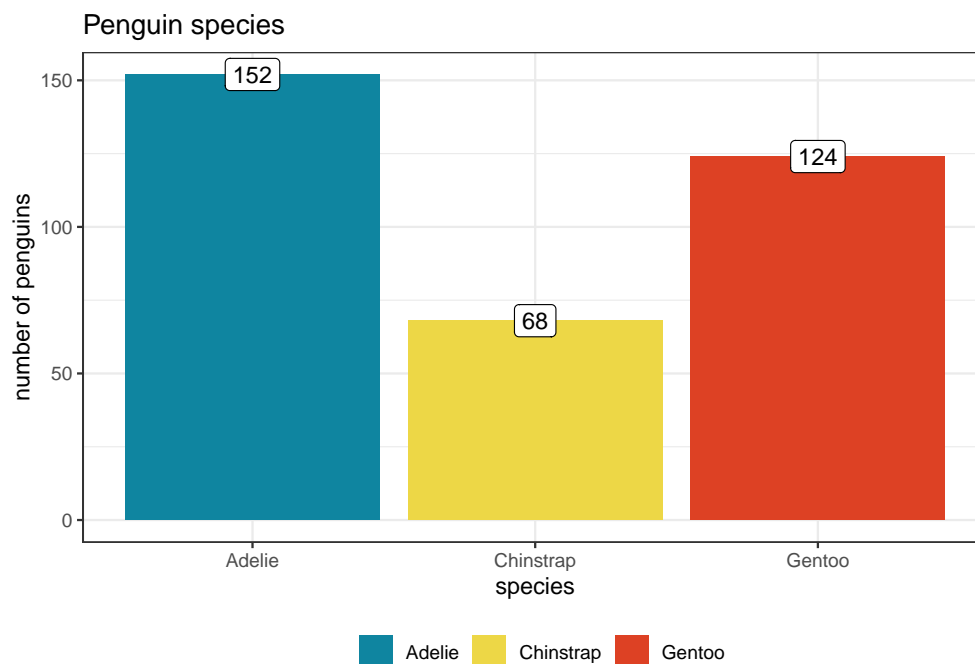 Penguin species
number of penguins
150
100
50
0
152
68
124
Adelie Chinstrap Gentoo
species
Adelie Chinstrap Gentoo